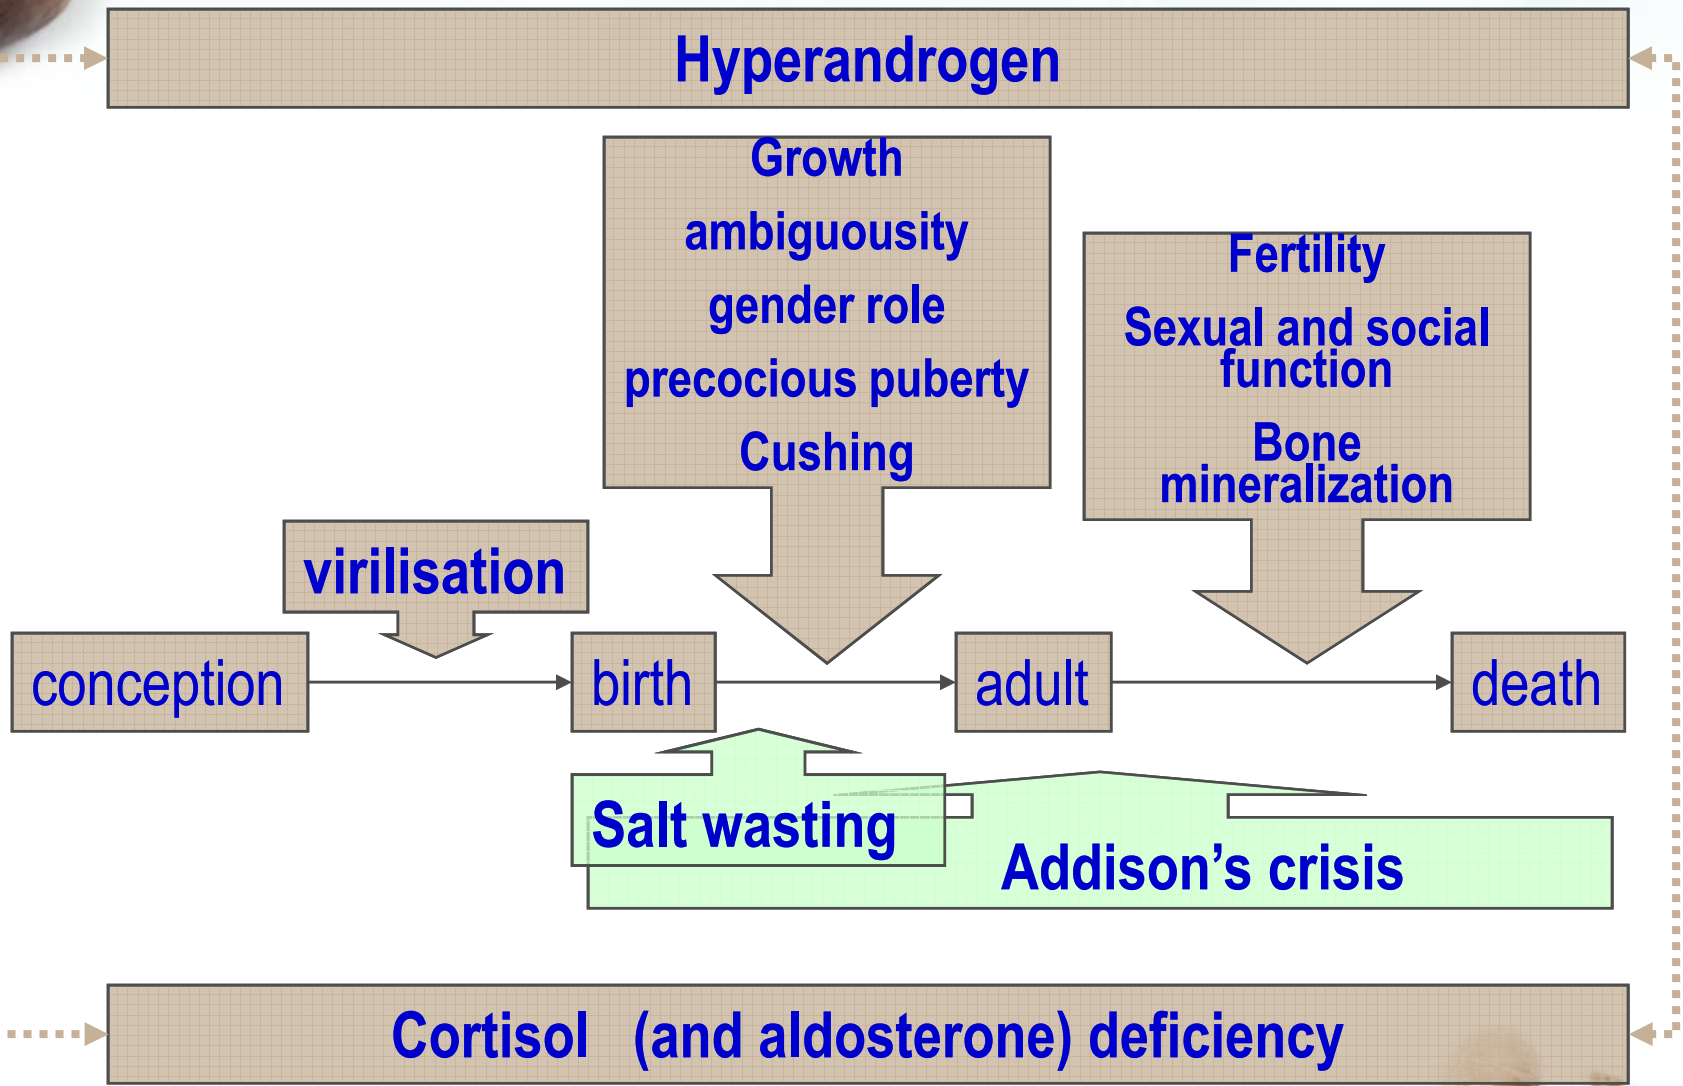 Hyperandrogen
Growth
ambiguousity
gender role
precocious puberty
Cushing
Fertility
Sexual and social
function
Bone
mineralization
virilisation
conception
birth
adult
death
Salt wasting
Addison's crisis
Cortisol (and aldosterone) deficiency